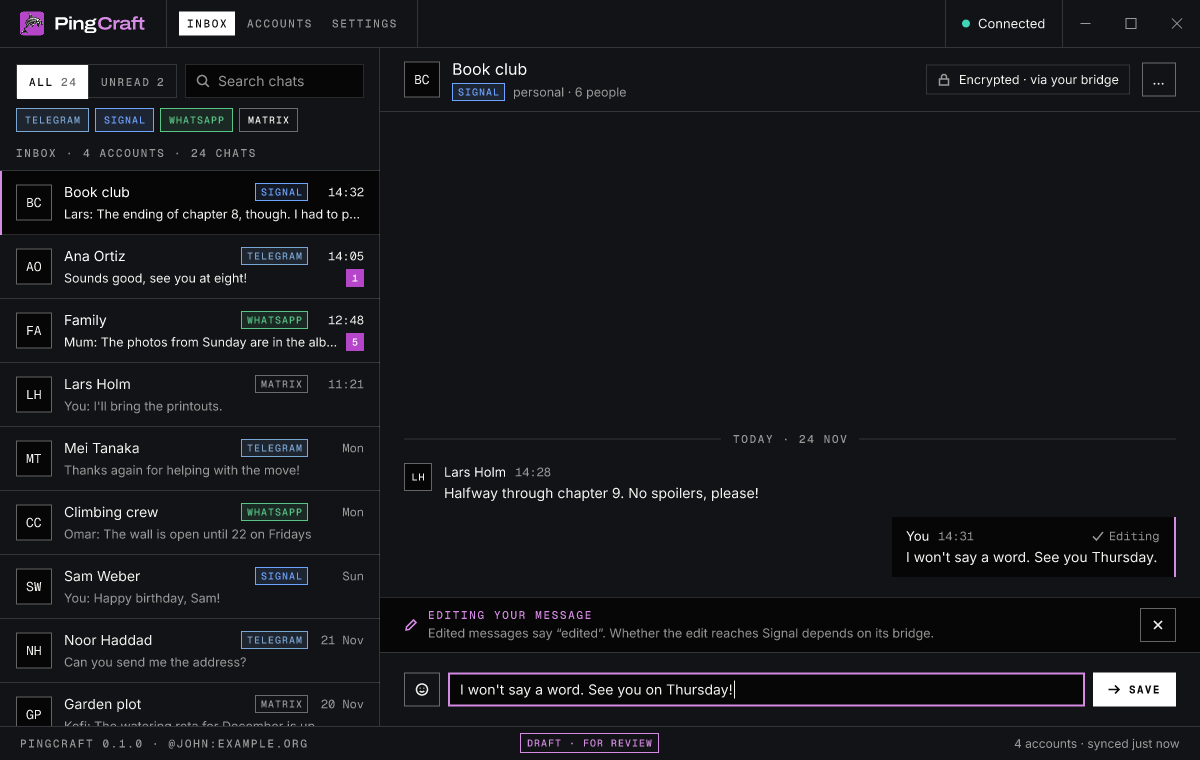 PingCraft
INBOX
ACCOUNTS
SETTINGS
Connected
ALL 24
UNREAD 2
Search chats
TELEGRAM
SIGNAL
WHATSAPP
MATRIX
INBOX · 4 ACCOUNTS · 24 CHATS
BC
Book club
SIGNAL
14:32
Lars: The ending of chapter 8, though. I had to p...
AO
Ana Ortiz
TELEGRAM
14:05
Sounds good, see you at eight!
1
FA
Family
WHATSAPP
12:48
Mum: The photos from Sunday are in the alb...
5
LH
Lars Holm
MATRIX
11:21
You: I'll bring the printouts.
MT
Mei Tanaka
TELEGRAM
Mon
Thanks again for helping with the move!
CC
Climbing crew
WHATSAPP
Mon
Omar: The wall is open until 22 on Fridays
SW
Sam Weber
SIGNAL
Sun
You: Happy birthday, Sam!
NH
Noor Haddad
TELEGRAM
21 Nov
Can you send me the address?
GP
Garden plot
MATRIX
20 Nov
Kofi: The watering rota for December is up
BC
Book club
SIGNAL
personal · 6 people
Encrypted · via your bridge
...
TODAY · 24 NOV
LH
Lars Holm 14:28
Halfway through chapter 9. No spoilers, please!
You 14:31
Editing
I won't say a word. See you Thursday.
EDITING YOUR MESSAGE
Edited messages say “edited”. Whether the edit reaches Signal depends on its bridge.
I won't say a word. See you on Thursday!
SAVE
PINGCRAFT 0.1.0 · @JOHN:EXAMPLE.ORG
DRAFT · FOR REVIEW
4 accounts · synced just now